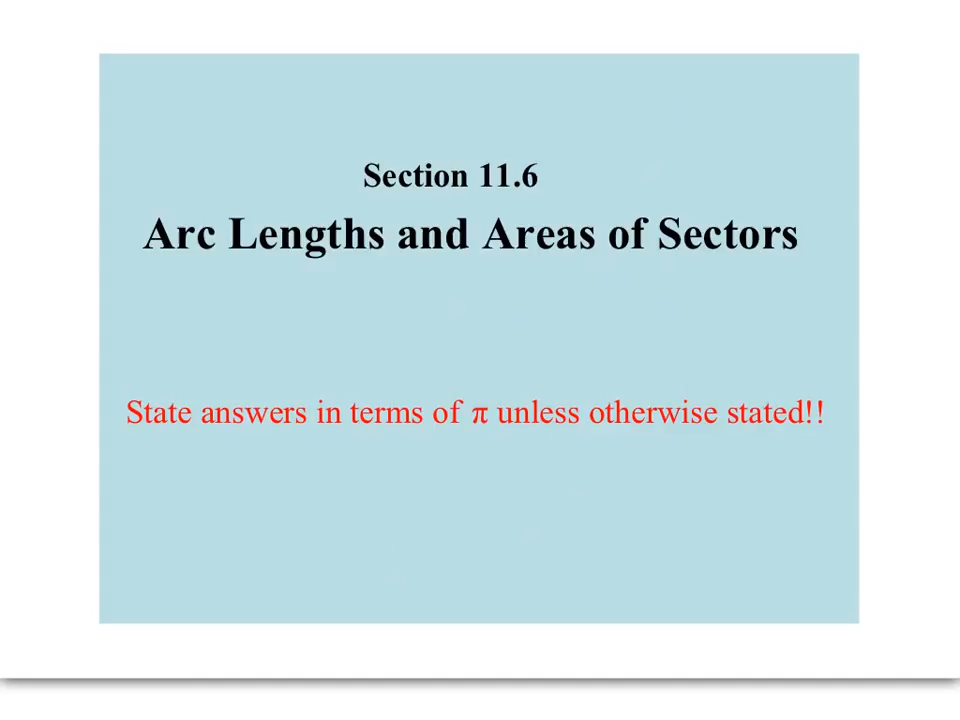 Section 11.6
Arc Lengths and Areas of Sectors
State answers in terms of π unless otherwise stated!!